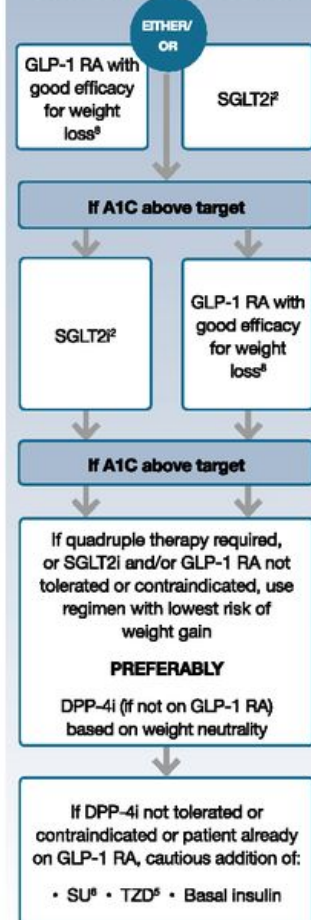 EITHER/
OR
GLP-1 RA with
good efficacy
for weight
loss⁸
SGLT2i²
If A1C above target
SGLT2i²
GLP-1 RA with
good efficacy
for weight
loss⁸
If A1C above target
If quadruple therapy required,
or SGLT2i and/or GLP-1 RA not
tolerated or contraindicated, use
regimen with lowest risk of
weight gain
PREFERABLY
DPP-4i (if not on GLP-1 RA)
based on weight neutrality
If DPP-4i not tolerated or
contraindicated or patient already
on GLP-1 RA, cautious addition of:
• SU⁶ • TZD⁵ • Basal insulin